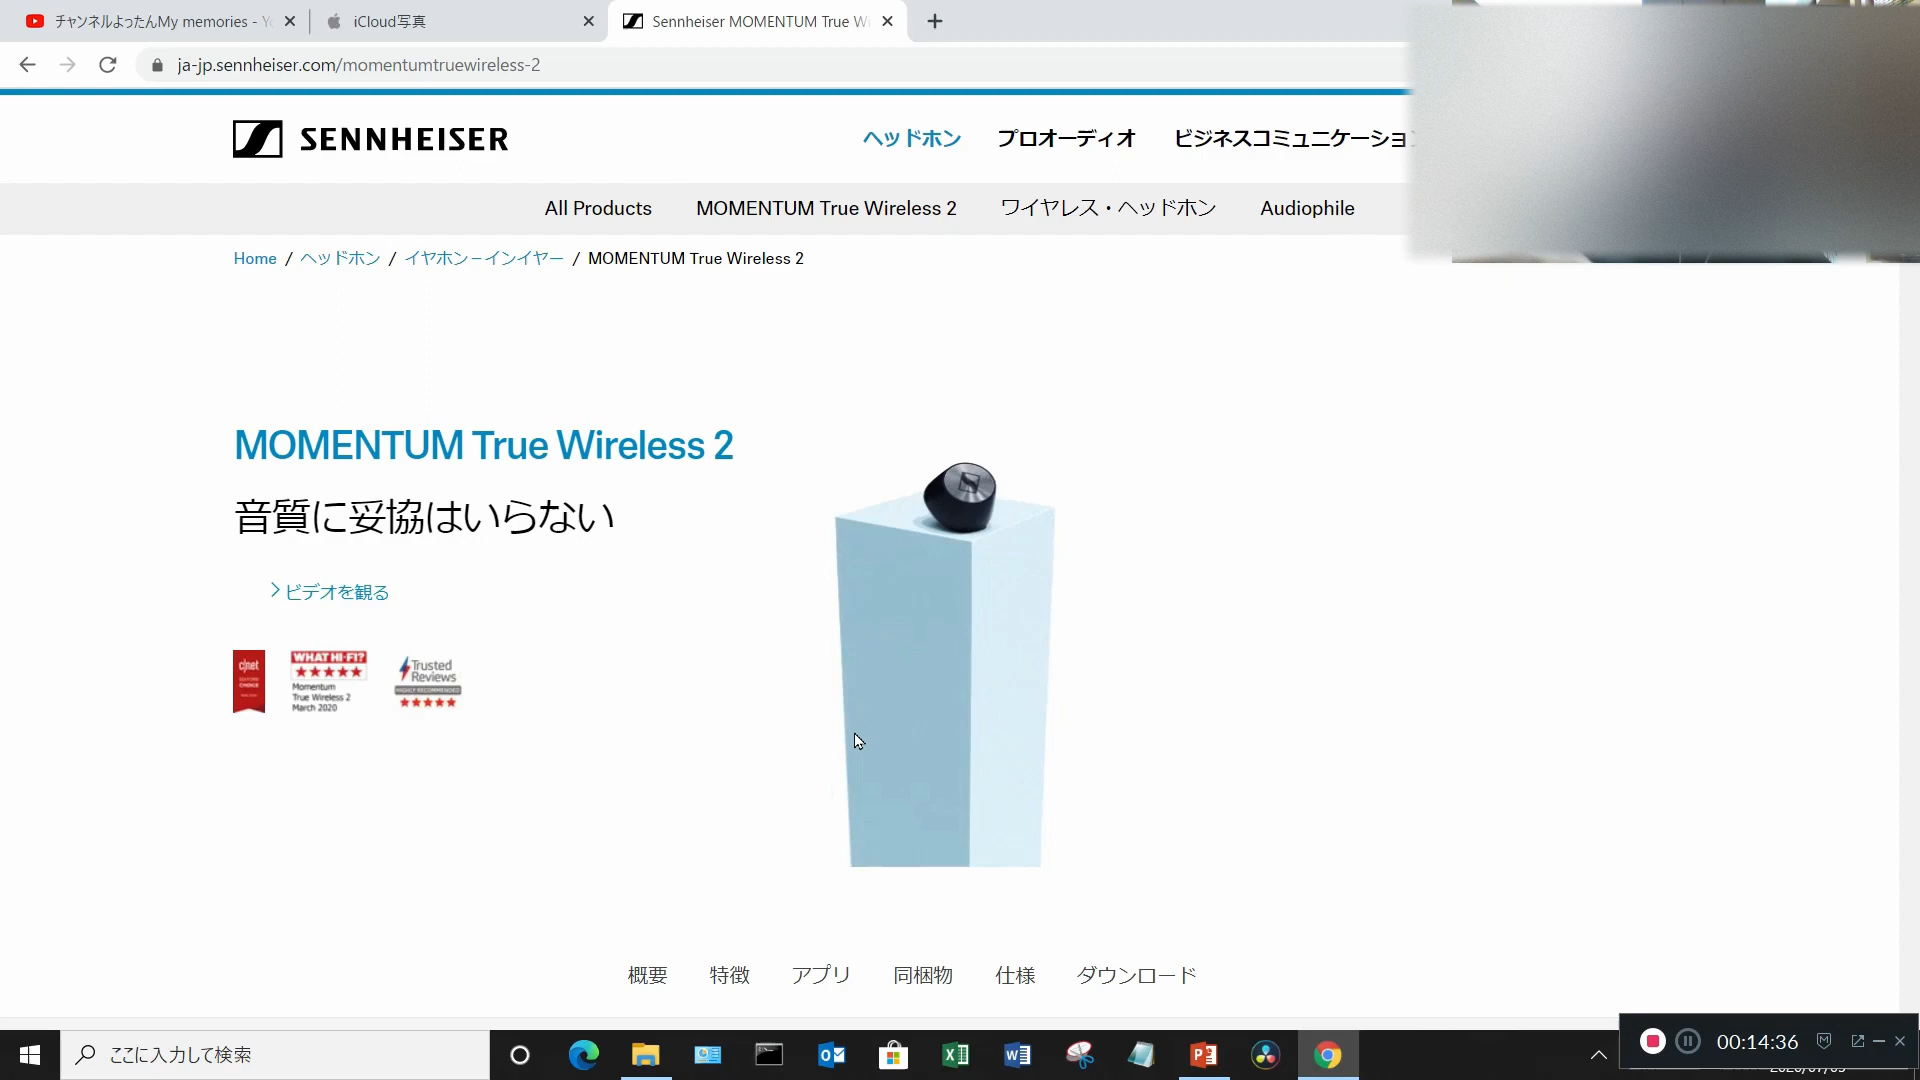 チャンネルよったんMy memories - Yo
iCloud写真
Sennheiser MOMENTUM True Wi
ja-jp.sennheiser.com/momentumtruewireless-2
SENNHEISER
ヘッドホン
プロオーディオ
ビジネスコミュニケーション
All Products
MOMENTUM True Wireless 2
ワイヤレス・ヘッドホン
Audiophile
Home / ヘッドホン / イヤホン－インイヤー / MOMENTUM True Wireless 2
MOMENTUM True Wireless 2
音質に妥協はいらない
ビデオを観る
c|net
WHAT HI-FI?
Momentum
True Wireless 2
March 2020
Trusted
Reviews
HIGHLY RECOMMENDED
概要
特徴
アプリ
同梱物
仕様
ダウンロード
ここに入力して検索
00:14:36